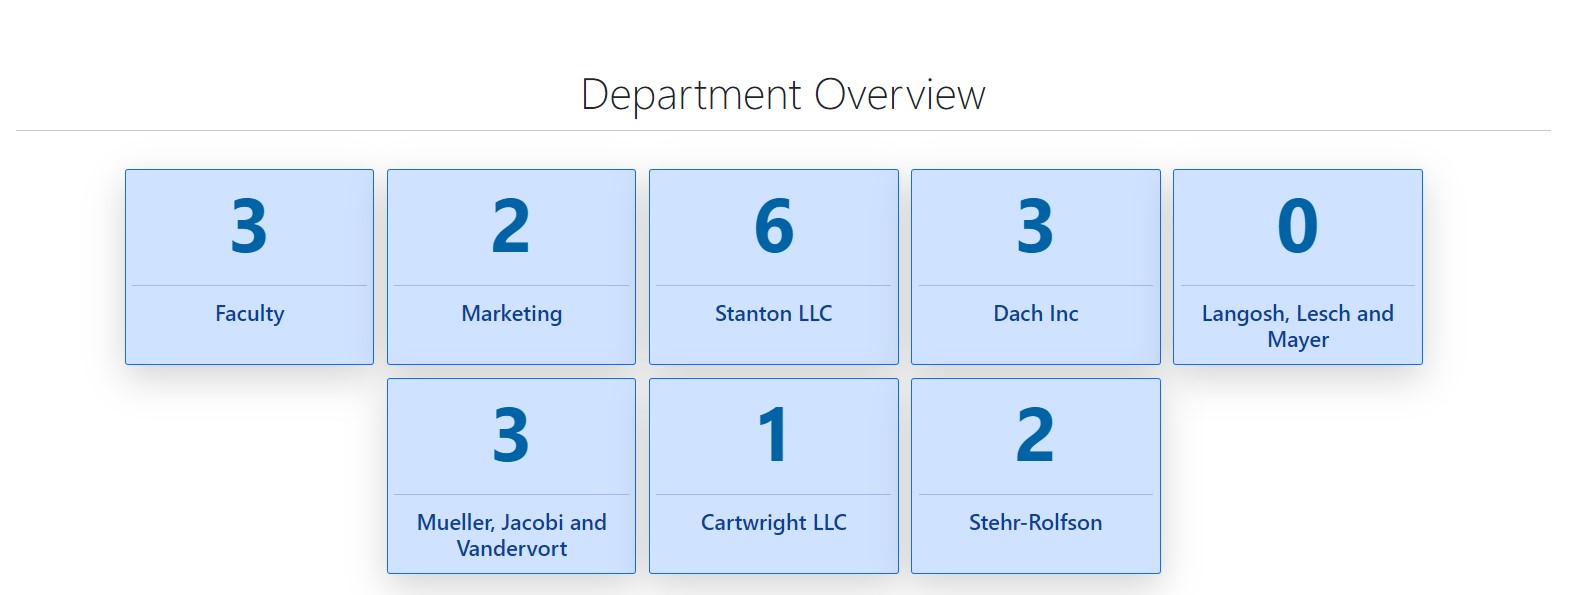 Department Overview
3
2
6
3
0
Faculty
Marketing
Stanton LLC
Dach Inc
Langosh, Lesch and
Mayer
3
1
2
Mueller, Jacobi and
Vandervort
Cartwright LLC
Stehr-Rolfson